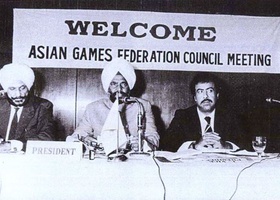 WELCOME
ASIAN GAMES FEDERATION COUNCIL MEETING
PRESIDENT